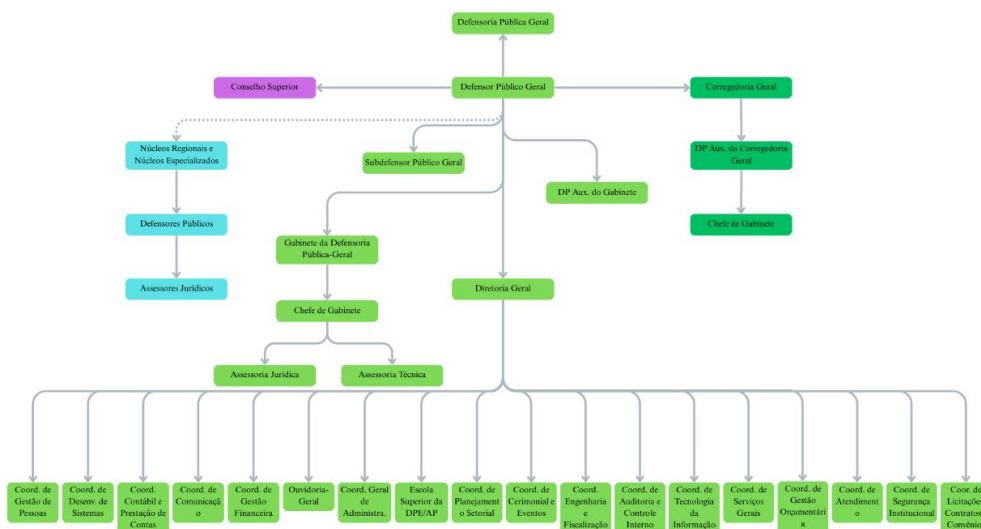 Defensoria Pública Geral
Conselho Superior
Defensor Público Geral
Corregedoria Geral
Núcleos Regionais e
Núcleos Especializados
Subdefensor Público Geral
DP Aux. da Corregedoria
Geral
DP Aux. do Gabinete
Defensores Públicos
Chefe de Gabinete
Gabinete da Defensoria
Pública-Geral
Assessores Jurídicos
Diretoria Geral
Chefe de Gabinete
Assessoria Jurídica
Assessoria Técnica
Coord. de
Gestão de
Pessoas
Coord. de
Desenv. de
Sistemas
Coord.
Contábil e
Prestação de
Contas
Coord. de
Comunicaçã
o
Coord. de
Gestão
Financeira
Ouvidoria-
Geral
Coord. Geral
de
Administra.
Escola
Superior da
DPE/AP
Coord. de
Planejament
o Setorial
Coord. de
Cerimonial e
Eventos
Coord.
Engenharia
e
Fiscalização
Coord. de
Auditoria e
Controle
Interno
Coord. de
Tecnologia da
Informação
Coord. de
Serviços
Gerais
Coord. de
Gestão
Orçamentári
a
Coord. de
Atendiment
o
Coord. de
Segurança
Institucional
Coord. de
Licitações
Contratos
Convênio